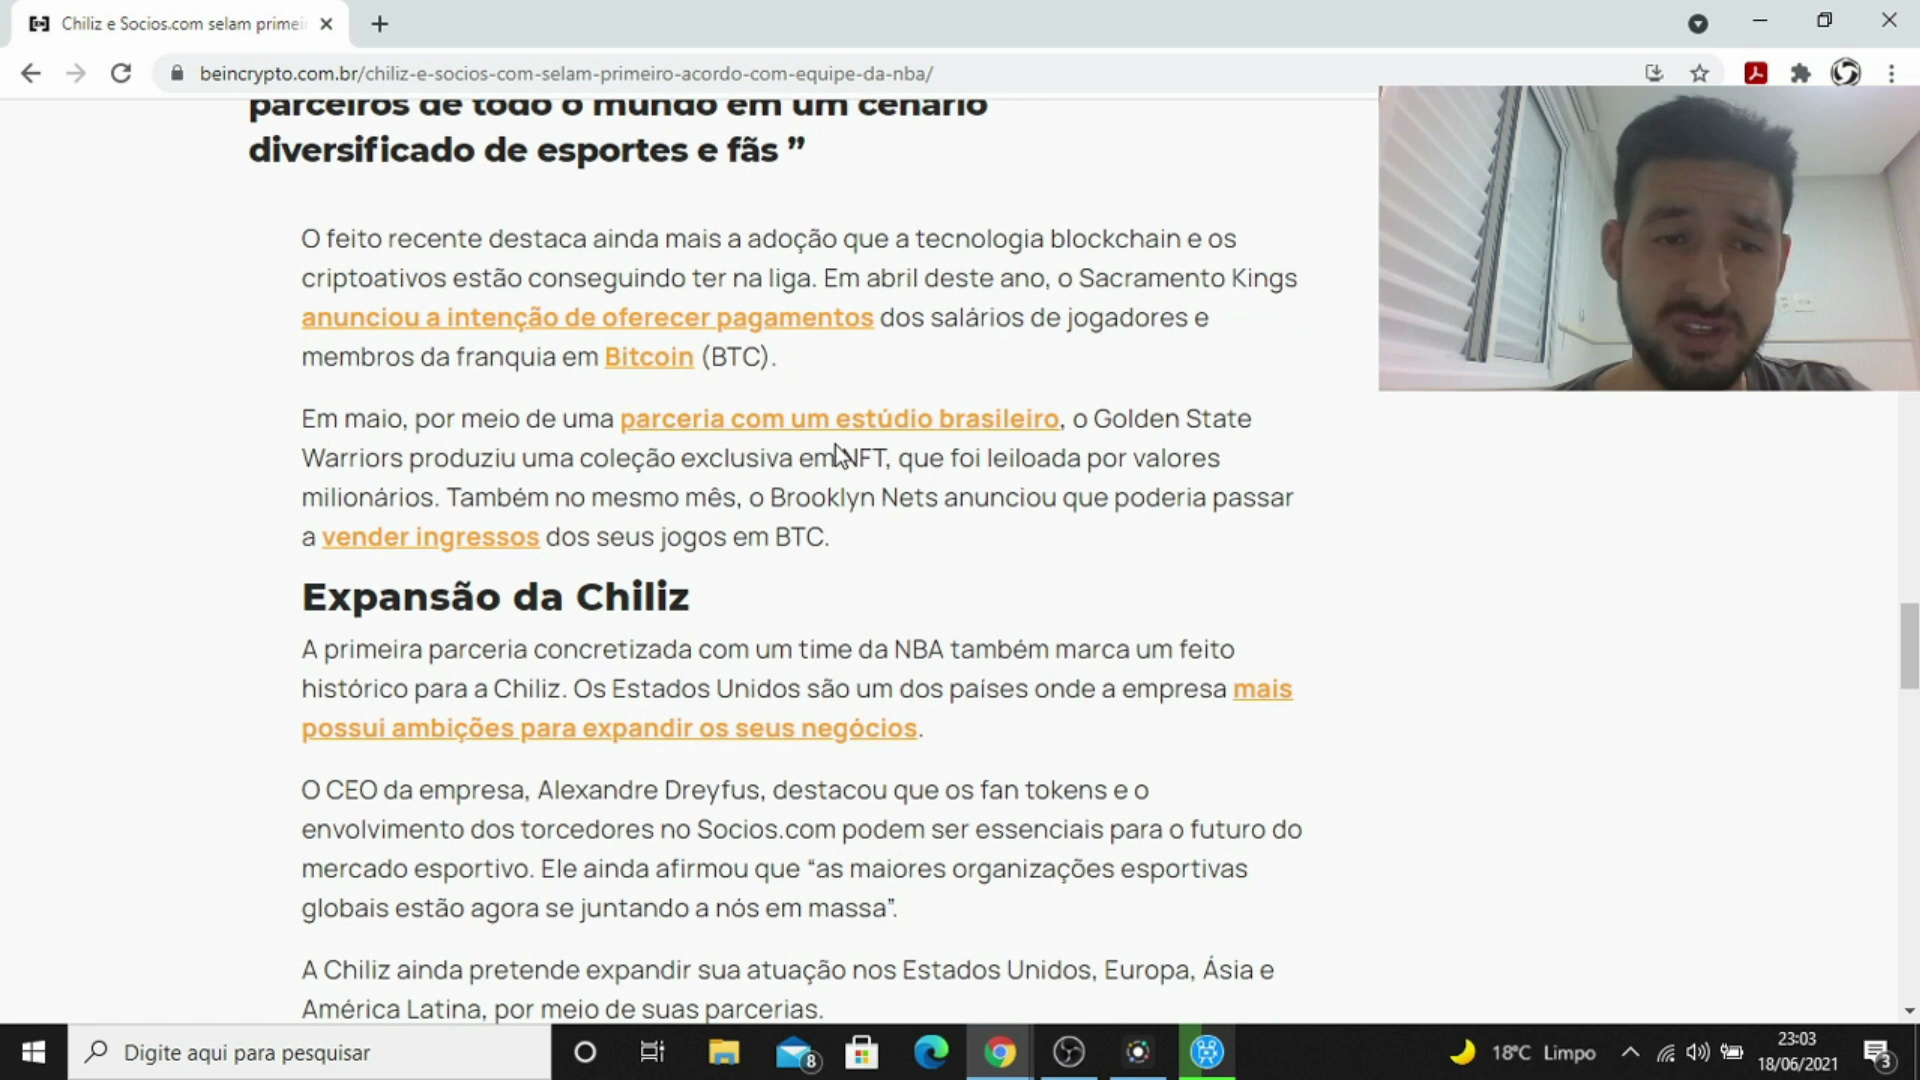 Chiliz e Socios.com selam primei
beincrypto.com.br/chiliz-e-socios-com-selam-primeiro-acordo-com-equipe-da-nba/
parceiros de todo o mundo em um cenário
diversificado de esportes e fãs ”
O feito recente destaca ainda mais a adoção que a tecnologia blockchain e os
criptoativos estão conseguindo ter na liga. Em abril deste ano, o Sacramento Kings
anunciou a intenção de oferecer pagamentos dos salários de jogadores e
membros da franquia em Bitcoin (BTC).
Em maio, por meio de uma parceria com um estúdio brasileiro, o Golden State
Warriors produziu uma coleção exclusiva em NFT, que foi leiloada por valores
milionários. Também no mesmo mês, o Brooklyn Nets anunciou que poderia passar
a vender ingressos dos seus jogos em BTC.
Expansão da Chiliz
A primeira parceria concretizada com um time da NBA também marca um feito
histórico para a Chiliz. Os Estados Unidos são um dos países onde a empresa mais
possui ambições para expandir os seus negócios.
O CEO da empresa, Alexandre Dreyfus, destacou que os fan tokens e o
envolvimento dos torcedores no Socios.com podem ser essenciais para o futuro do
mercado esportivo. Ele ainda afirmou que “as maiores organizações esportivas
globais estão agora se juntando a nós em massa”.
A Chiliz ainda pretende expandir sua atuação nos Estados Unidos, Europa, Ásia e
América Latina, por meio de suas parcerias.
Digite aqui para pesquisar
8
18°C Limpo
23:03
18/06/2021
3